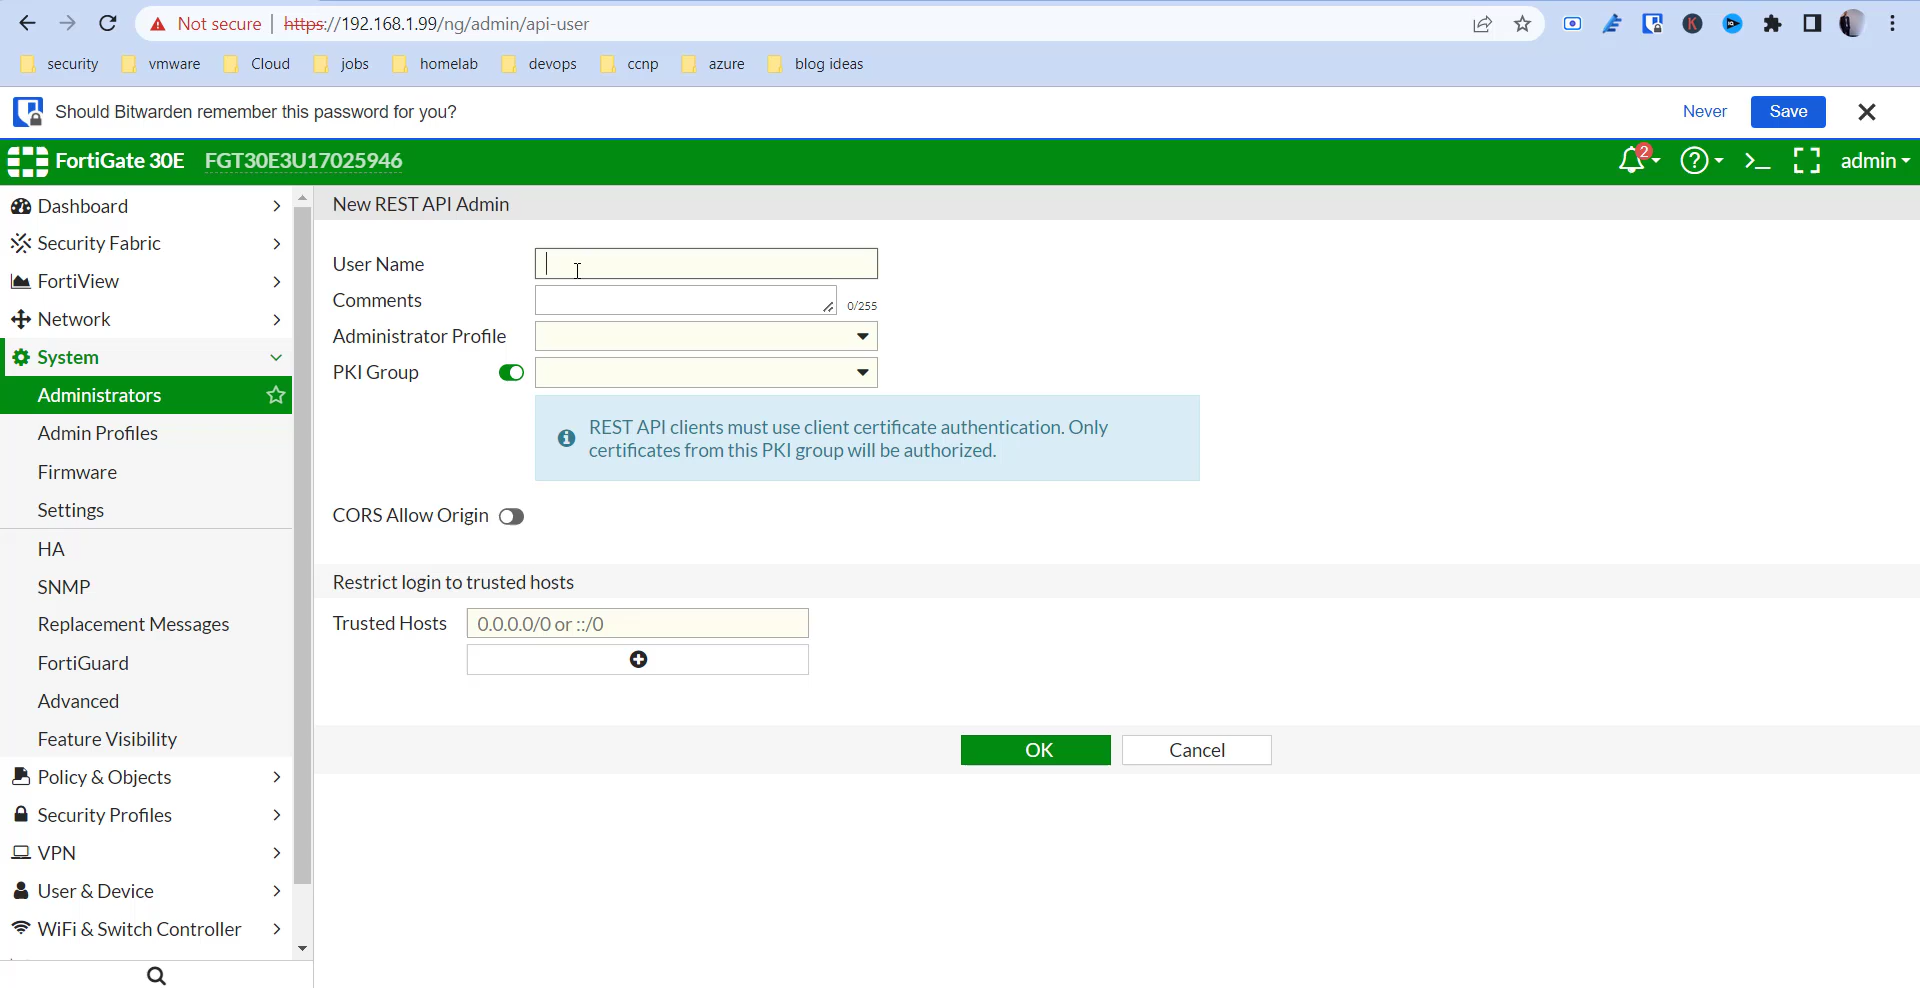 Not secure | https://192.168.1.99/ng/admin/api-user
security vmware Cloud jobs homelab devops ccnp azure blog ideas
Should Bitwarden remember this password for you? Never Save
FortiGate 30E FGT30E3U17025946 2 admin
Dashboard
Security Fabric
FortiView
Network
System
Administrators
Admin Profiles
Firmware
Settings
HA
SNMP
Replacement Messages
FortiGuard
Advanced
Feature Visibility
Policy & Objects
Security Profiles
VPN
User & Device
WiFi & Switch Controller
New REST API Admin
User Name
Comments 0/255
Administrator Profile
PKI Group
REST API clients must use client certificate authentication. Only
certificates from this PKI group will be authorized.
CORS Allow Origin
Restrict login to trusted hosts
Trusted Hosts 0.0.0.0/0 or ::/0
OK Cancel